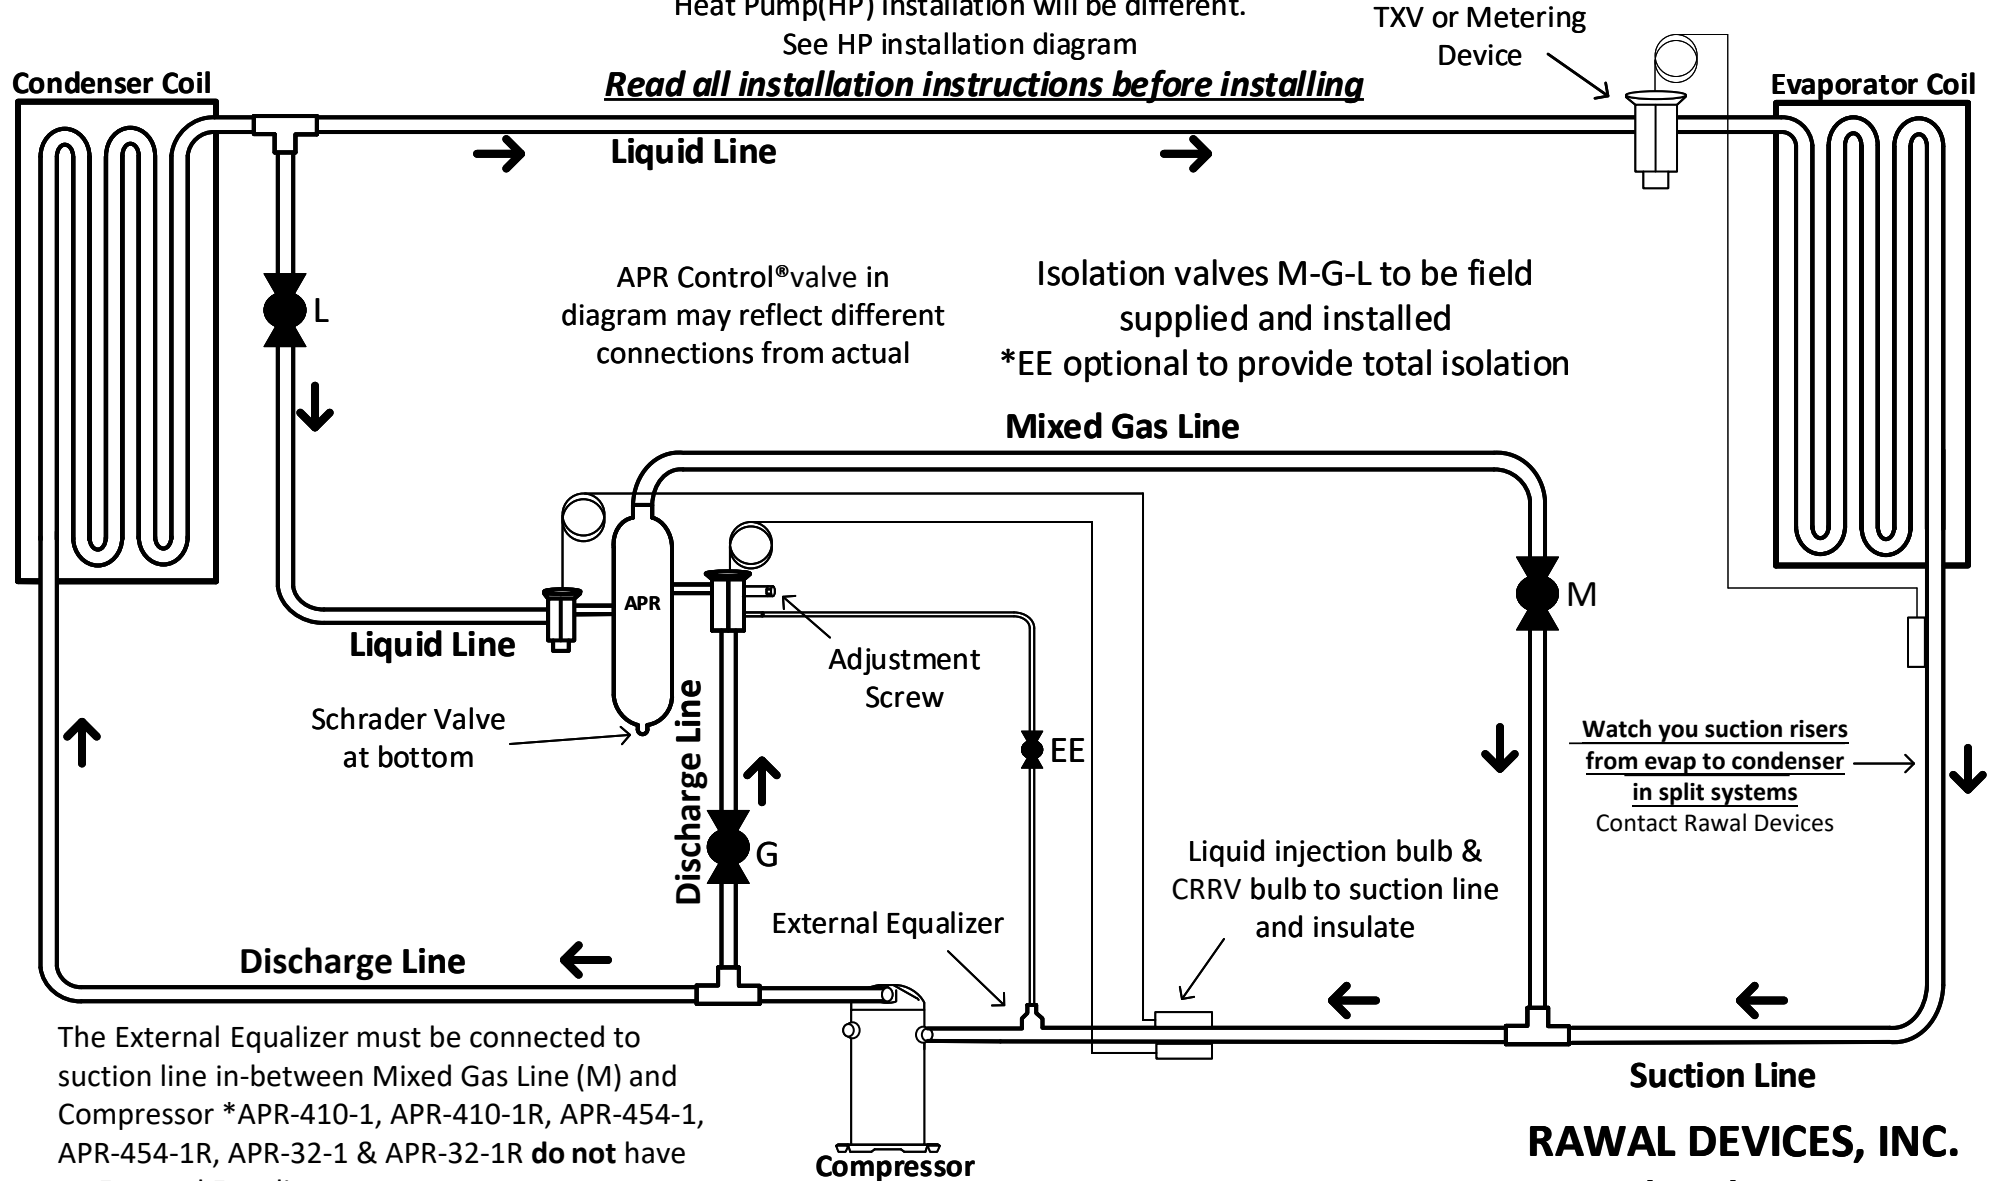 Heat Pump(HP) installation will be different.
See HP installation diagram
Read all installation instructions before installing
TXV or Metering
Device
Condenser Coil
Evaporator Coil
Liquid Line
L
APR Control®valve in
diagram may reflect different
connections from actual
Isolation valves M-G-L to be field
supplied and installed
*EE optional to provide total isolation
Mixed Gas Line
M
APR
Liquid Line
Adjustment
Screw
Schrader Valve
at bottom
Discharge Line
EE
Watch you suction risers
from evap to condenser
in split systems
Contact Rawal Devices
G
Liquid injection bulb &
CRRV bulb to suction line
and insulate
External Equalizer
Discharge Line
The External Equalizer must be connected to
suction line in-between Mixed Gas Line (M) and
Compressor *APR-410-1, APR-410-1R, APR-454-1,
APR-454-1R, APR-32-1 & APR-32-1R do not have
Compressor
Suction Line
RAWAL DEVICES, INC.